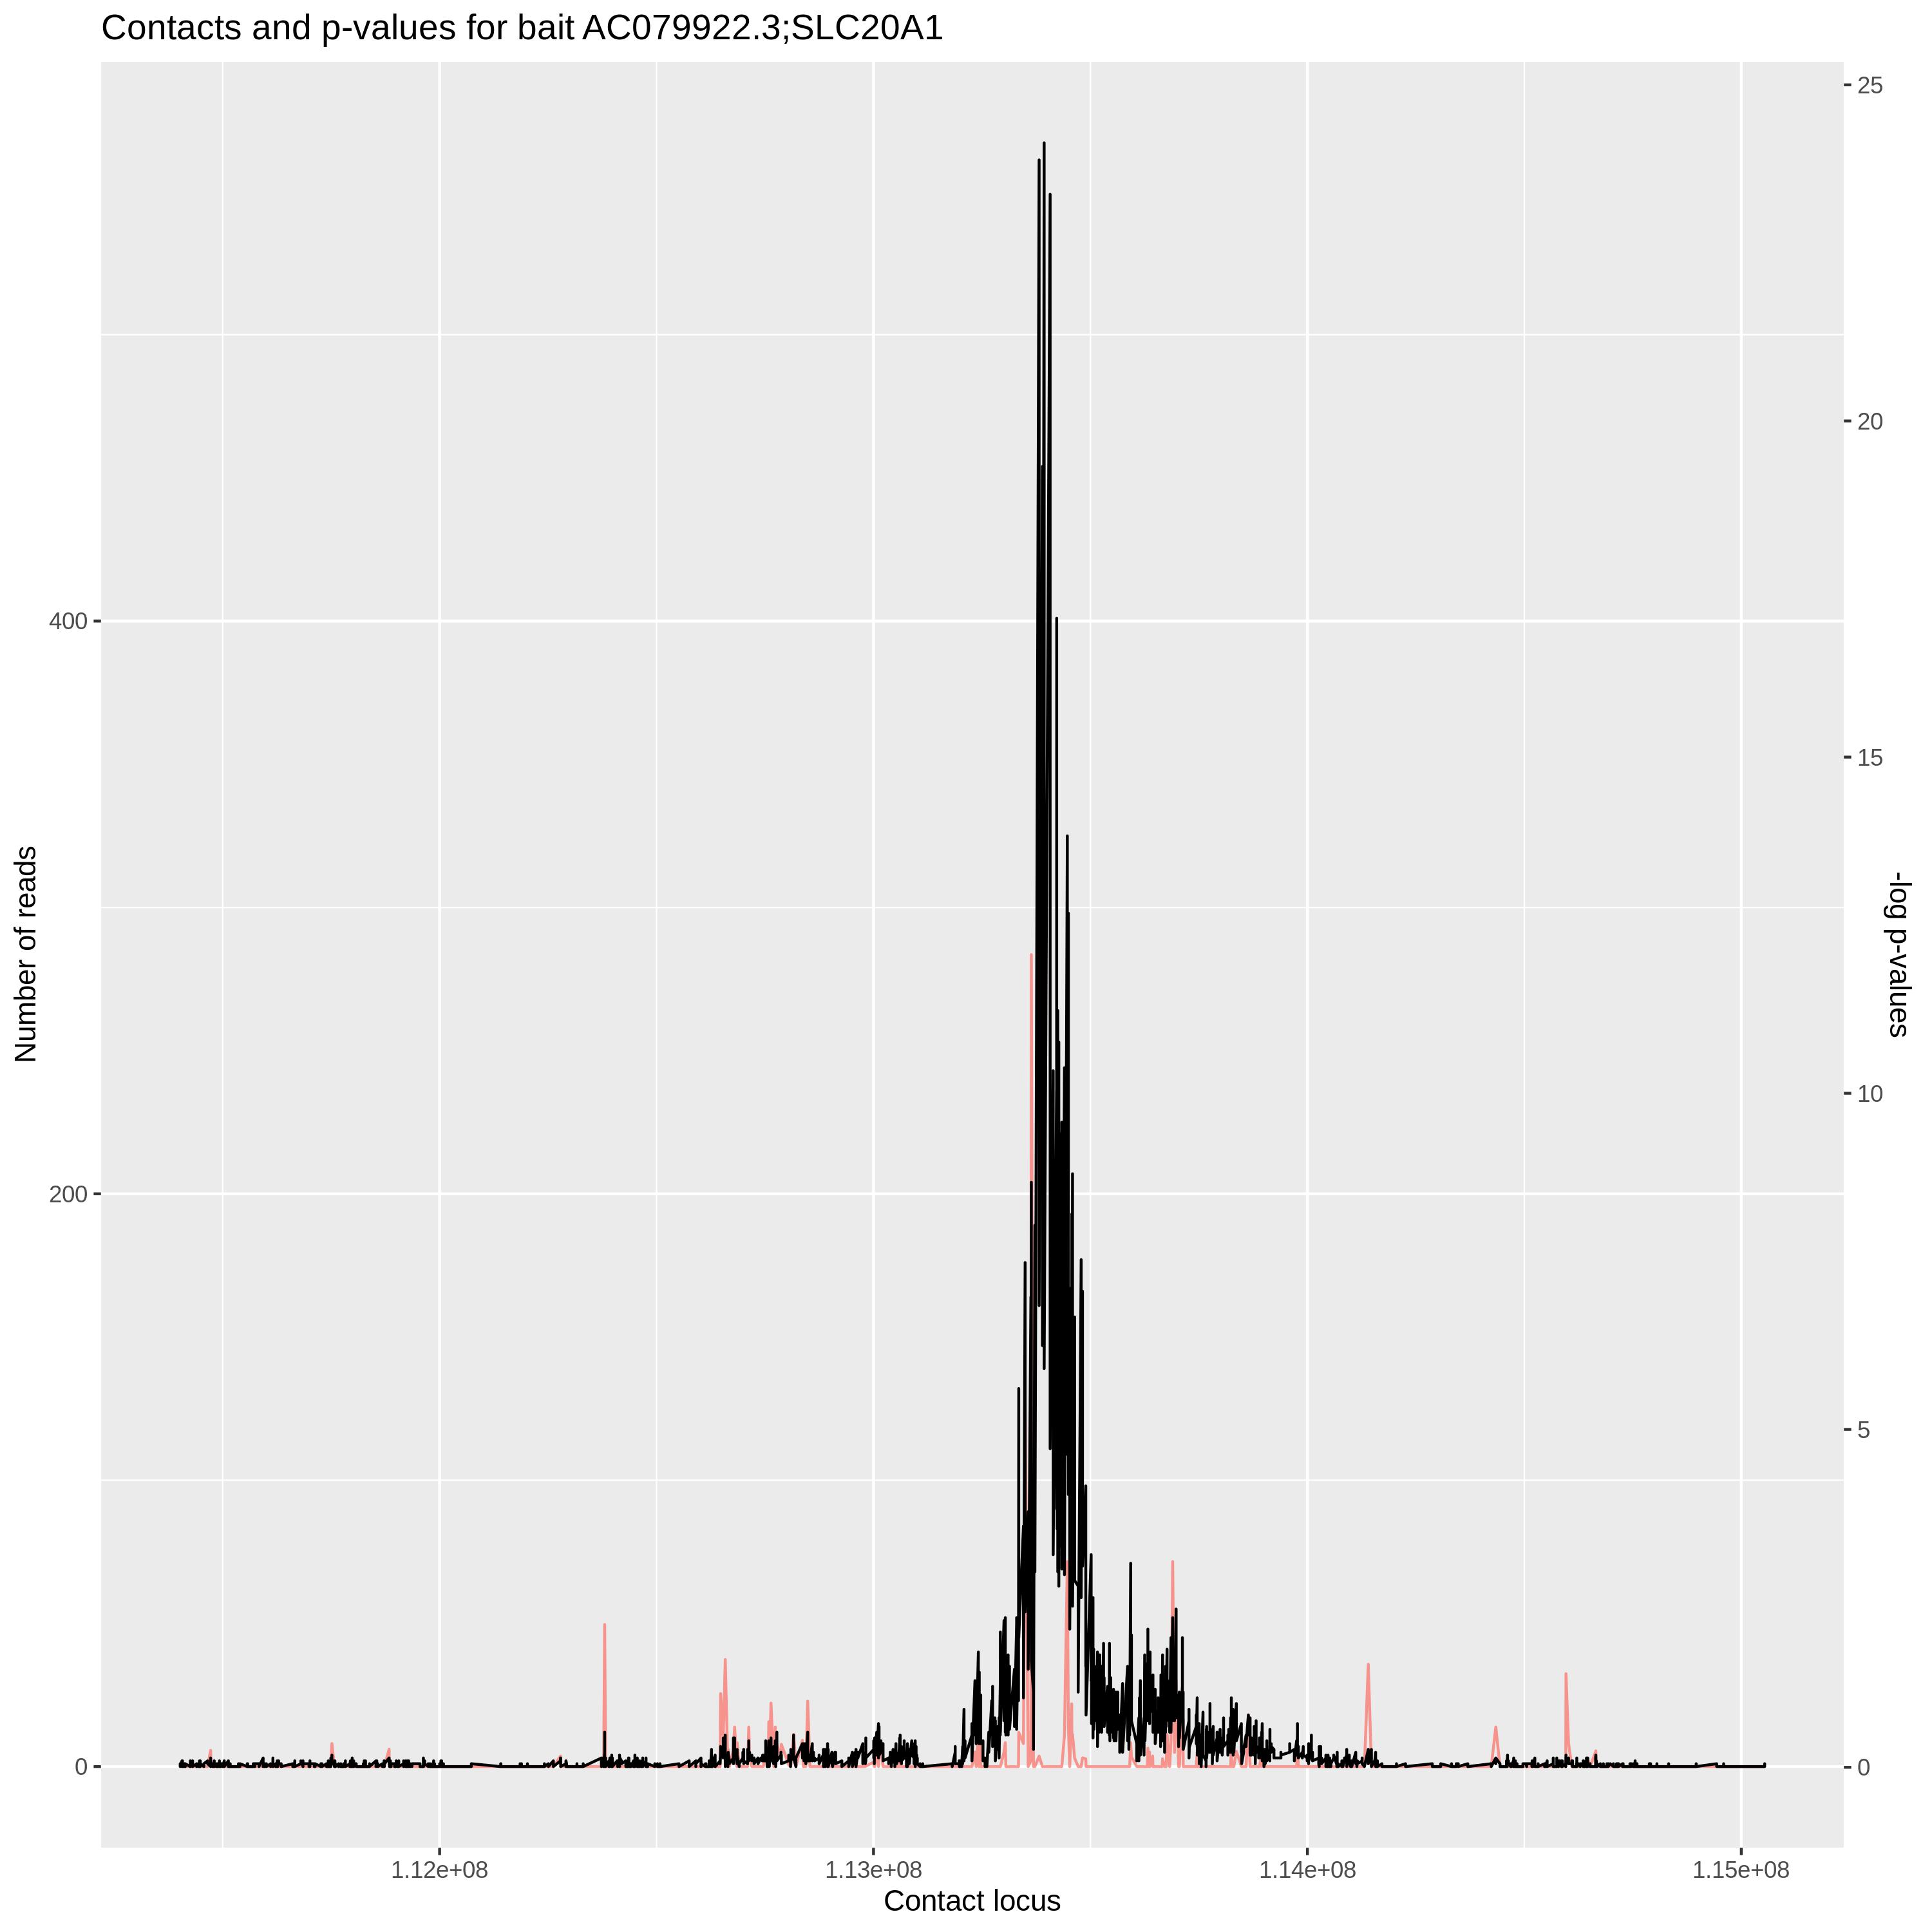 Contacts and p-values for bait AC079922.3;SLC20A1
Number of reads
400
200
0
25
20
15
10
5
0
-log p-values
1.12e+08
1.13e+08
1.14e+08
1.15e+08
Contact locus